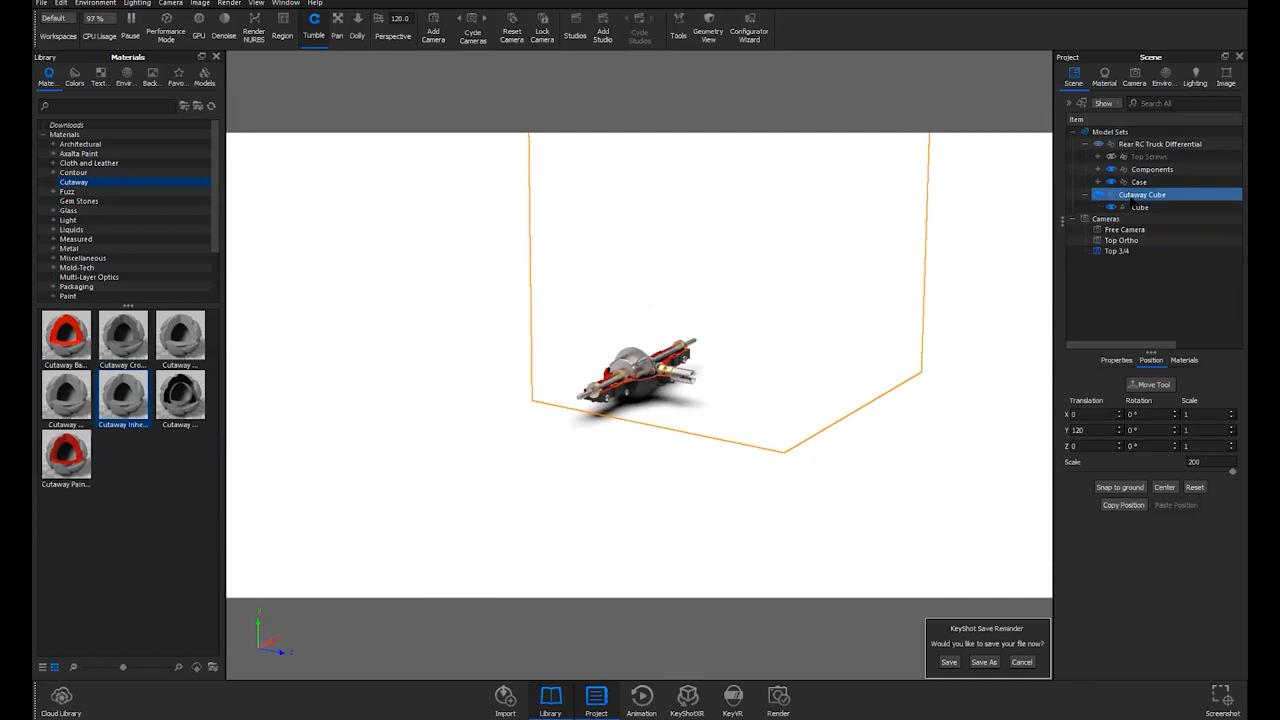 File Edit Environment Lighting Camera Image Render View Window Help
Default 97 % 120.0
Workspaces CPU Usage Pause Performance Mode GPU Denoise Render NURBS Region Tumble Pan Dolly Perspective Add Camera Cycle Cameras Reset Camera Lock Camera Studios Add Studio Cycle Studios Tools Geometry View Configurator Wizard
Library Materials
Mate... Colors Text... Envir... Back... Favo... Models
Downloads
Materials
Architectural
Axalta Paint
Cloth and Leather
Contour
Cutaway
Fuzz
Gem Stones
Glass
Light
Liquids
Measured
Metal
Miscellaneous
Mold-Tech
Multi-Layer Optics
Packaging
Paint
Cutaway Ba... Cutaway Cro... Cutaway ...
Cutaway ... Cutaway Inhe... Cutaway ...
Cutaway Pain...
Cloud Library
y
z
KeyShot Save Reminder
Would you like to save your file now?
Save Save As Cancel
Import Library Project Animation KeyShotXR KeyVR Render
Project Scene
Scene Material Camera Enviro... Lighting Image
Show Search All
Item
Model Sets
Rear RC Truck Differential
Top Screws
Components
Case
Cutaway Cube
Cube
Cameras
Free Camera
Top Ortho
Top 3/4
Properties Position Materials
Move Tool
Translation Rotation Scale
X 0 0 ° 1
Y 120 0 ° 1
Z 0 0 ° 1
Scale 200
Snap to ground Center Reset
Copy Position Paste Position
Screenshot